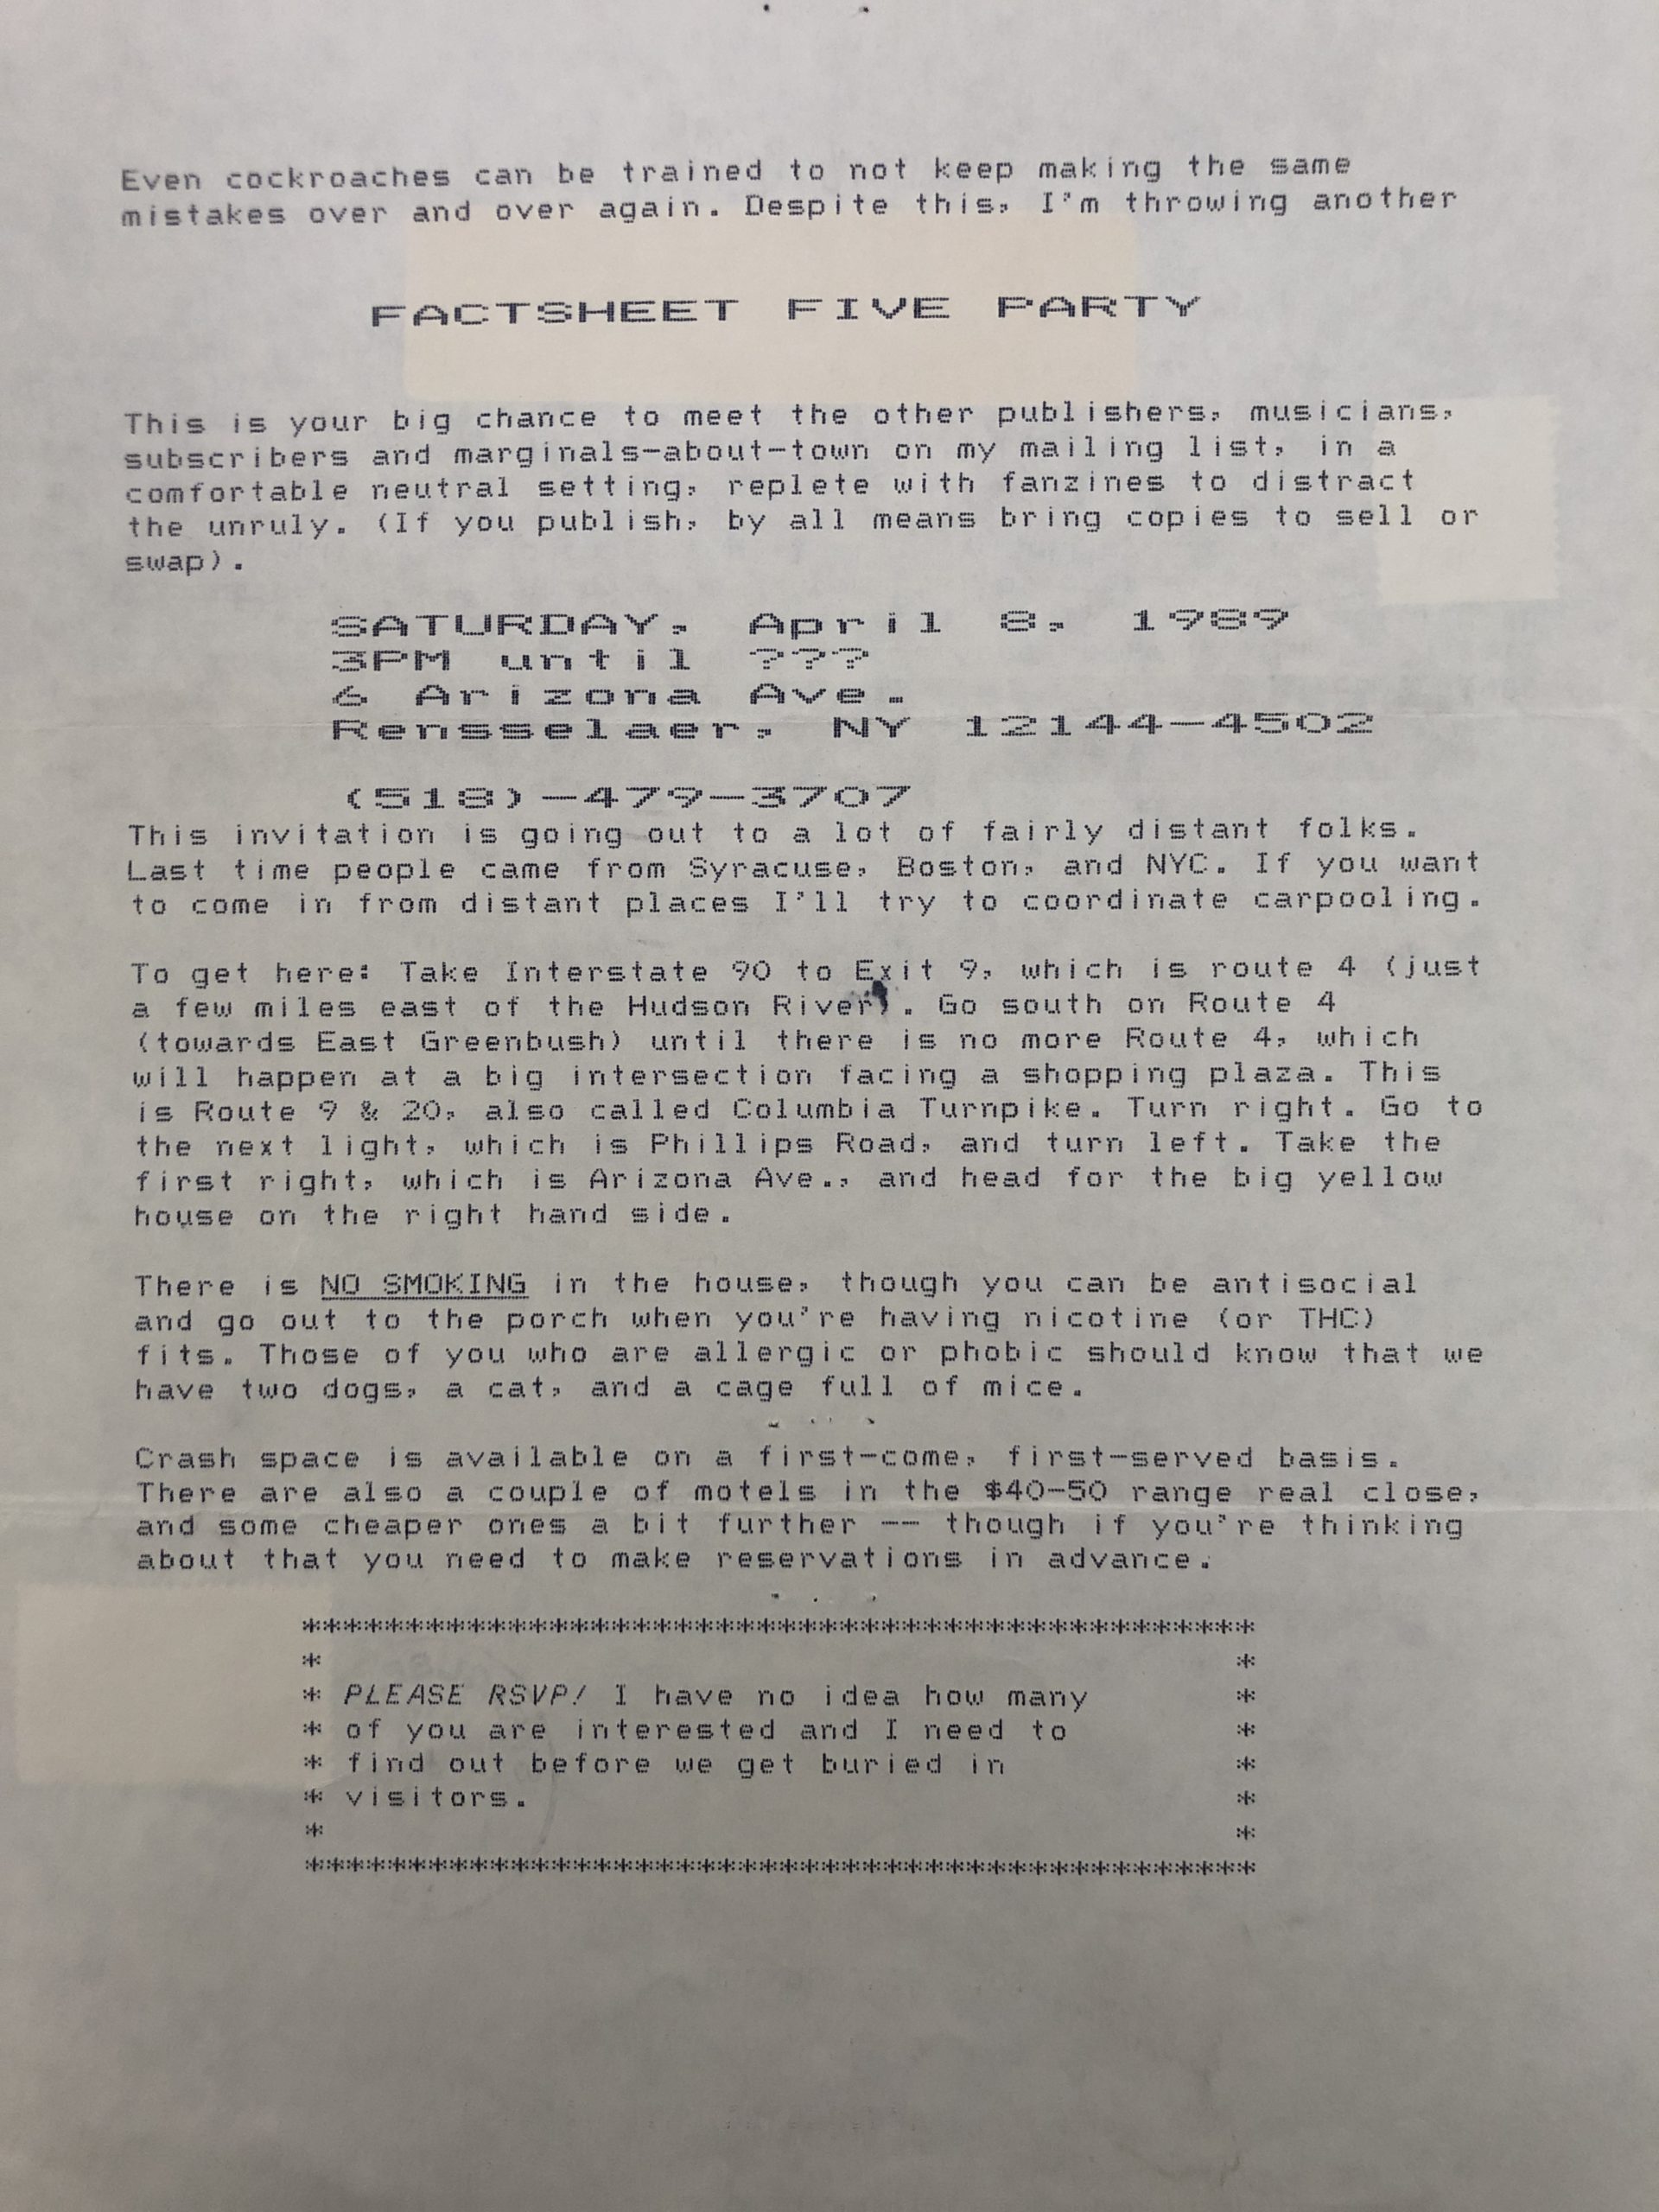 Even cockroaches can be trained to not keep making the same
mistakes over and over again. Despite this, I'm throwing another
FACTSHEET FIVE PARTY
This is your big chance to meet the other publishers, musicians,
subscribers and marginals-about-town on my mailing list, in a
comfortable neutral setting, replete with fanzines to distract
the unruly. (If you publish, by all means bring copies to sell or
swap).
SATURDAY, April 8, 1989
3PM until ???
6 Arizona Ave.
Rensselaer, NY 12144-4502
(518)-479-3707
This invitation is going out to a lot of fairly distant folks.
Last time people came from Syracuse, Boston, and NYC. If you want
to come in from distant places I'll try to coordinate carpooling.
To get here: Take Interstate 90 to Exit 9, which is route 4 (just
a few miles east of the Hudson River). Go south on Route 4
(towards East Greenbush) until there is no more Route 4, which
will happen at a big intersection facing a shopping plaza. This
is Route 9 & 20, also called Columbia Turnpike. Turn right. Go to
the next light, which is Phillips Road, and turn left. Take the
first right, which is Arizona Ave., and head for the big yellow
house on the right hand side.
There is NO SMOKING in the house, though you can be antisocial
and go out to the porch when you're having nicotine (or THC)
fits. Those of you who are allergic or phobic should know that we
have two dogs, a cat, and a cage full of mice.
Crash space is available on a first-come, first-served basis.
There are also a couple of motels in the $40-50 range real close,
and some cheaper ones a bit further -- though if you're thinking
about that you need to make reservations in advance.
**********************************************
* *
* PLEASE RSVP! I have no idea how many *
* of you are interested and I need to *
* find out before we get buried in *
* visitors. *
* *
**********************************************